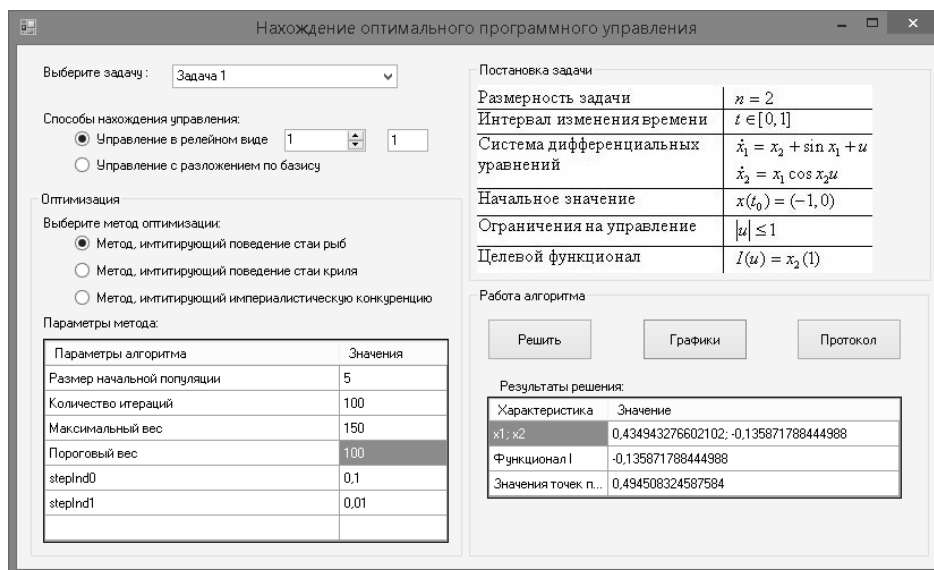 Нахождение оптимального программного управления
Выберите задачу :
Задача 1
Способы нахождения управления:
Управление в релейном виде
1
1
Управление с разложением по базису
Оптимизация
Выберите метод оптимизации:
Метод, имтитирующий поведение стаи рыб
Метод, имтитирующий поведение стаи криля
Метод, имтитирующий империалистическую конкуренцию
Параметры метода:
Параметры алгоритма Значения
Размер начальной популяции 5
Количество итераций 100
Максимальный вес 150
Пороговый вес 100
stepInd0 0,1
stepInd1 0,01
Постановка задачи
Размерность задачи n = 2
Интервал изменения времени t ∈ [0, 1]
Система дифференциальных ẋ₁ = x₂ + sin x₁ + u
уравнений ẋ₂ = x₁ cos x₂u
Начальное значение x(t₀) = (−1, 0)
Ограничения на управление |u| ≤ 1
Целевой функционал I(u) = x₂(1)
Работа алгоритма
Решить
Графики
Протокол
Результаты решения:
Характеристика Значение
x1; x2 0,434943276602102; -0,135871788444988
Функционал I -0,135871788444988
Значения точек п... 0,494508324587584